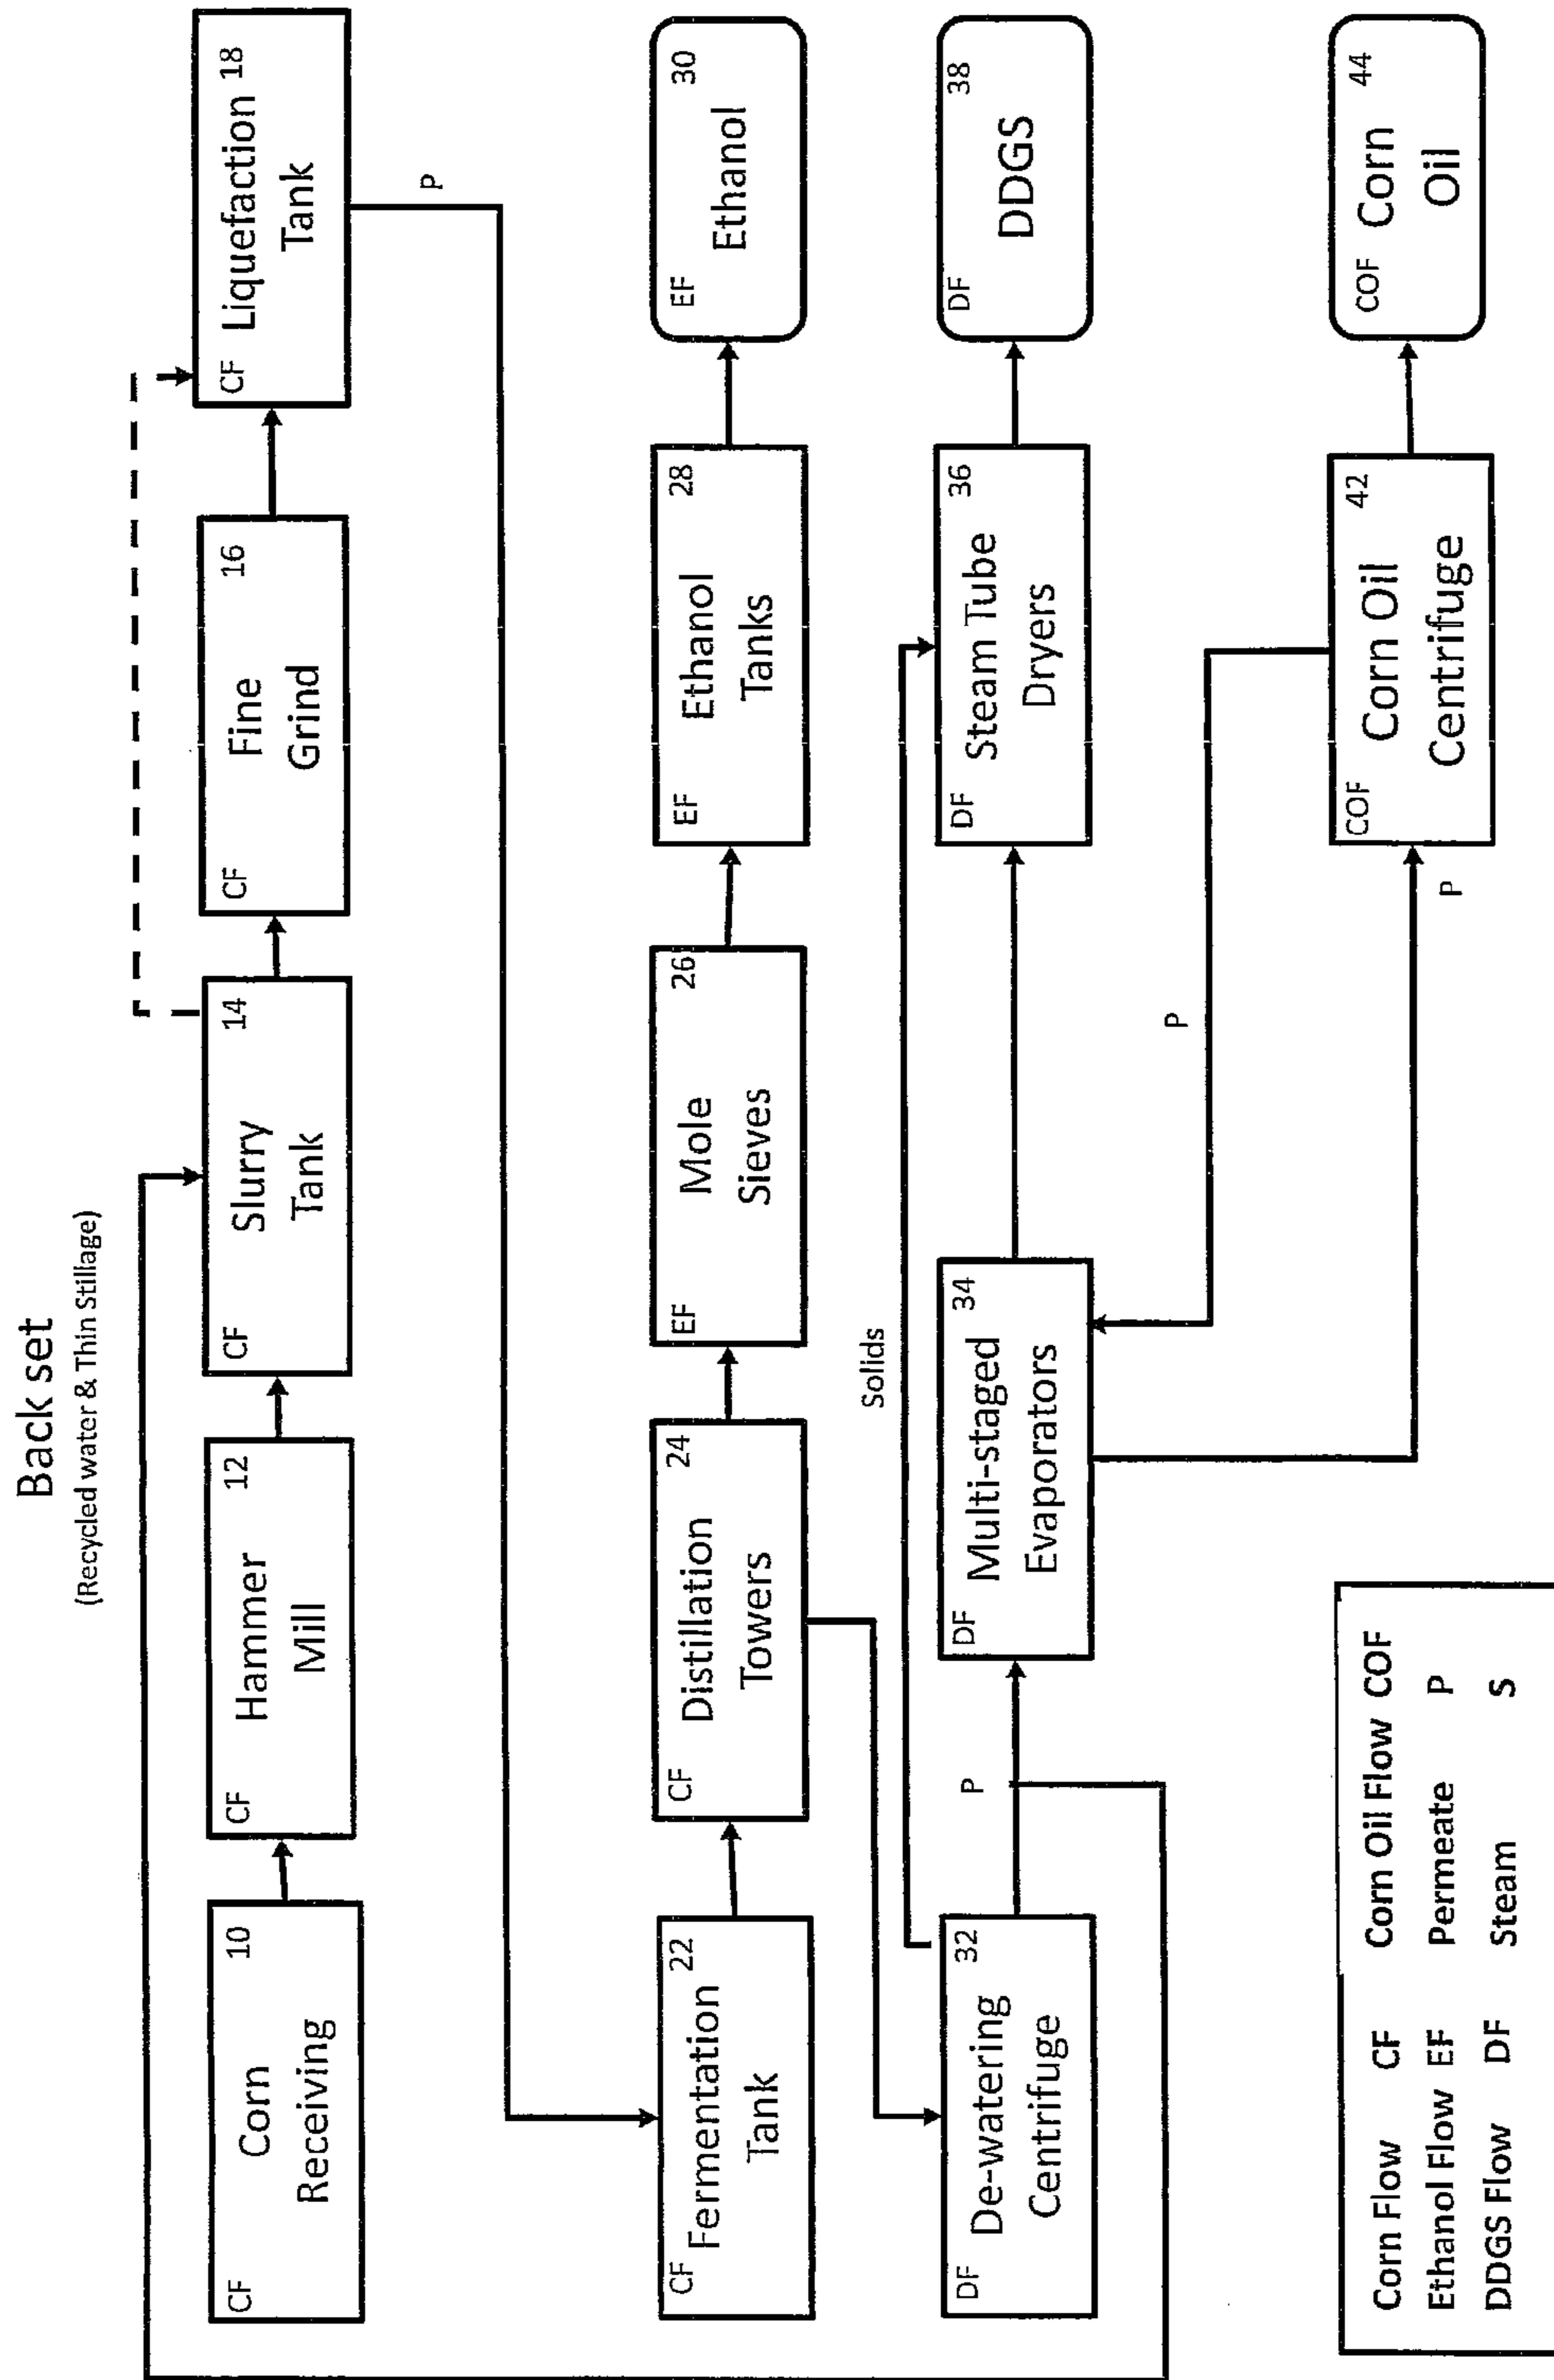 Back set
(Recycled water & Thin Stillage)
CF
10
Corn
Receiving
CF
12
Hammer
Mill
CF
14
Slurry
Tank
CF
16
Fine
Grind
CF
18
Liquefaction
Tank
P
CF
22
Fermentation
Tank
CF
24
Distillation
Towers
EF
26
Mole
Sieves
EF
28
Ethanol
Tanks
EF
30
Ethanol
Solids
DF
32
De-watering
Centrifuge
P
DF
34
Multi-staged
Evaporators
DF
36
Steam Tube
Dryers
DF
38
DDGS
P
COF
42
Corn Oil
Centrifuge
P
COF
44
Corn
Oil
Corn Flow CF Corn Oil Flow COF
Ethanol Flow EF Permeate P
DDGS Flow DF Steam S